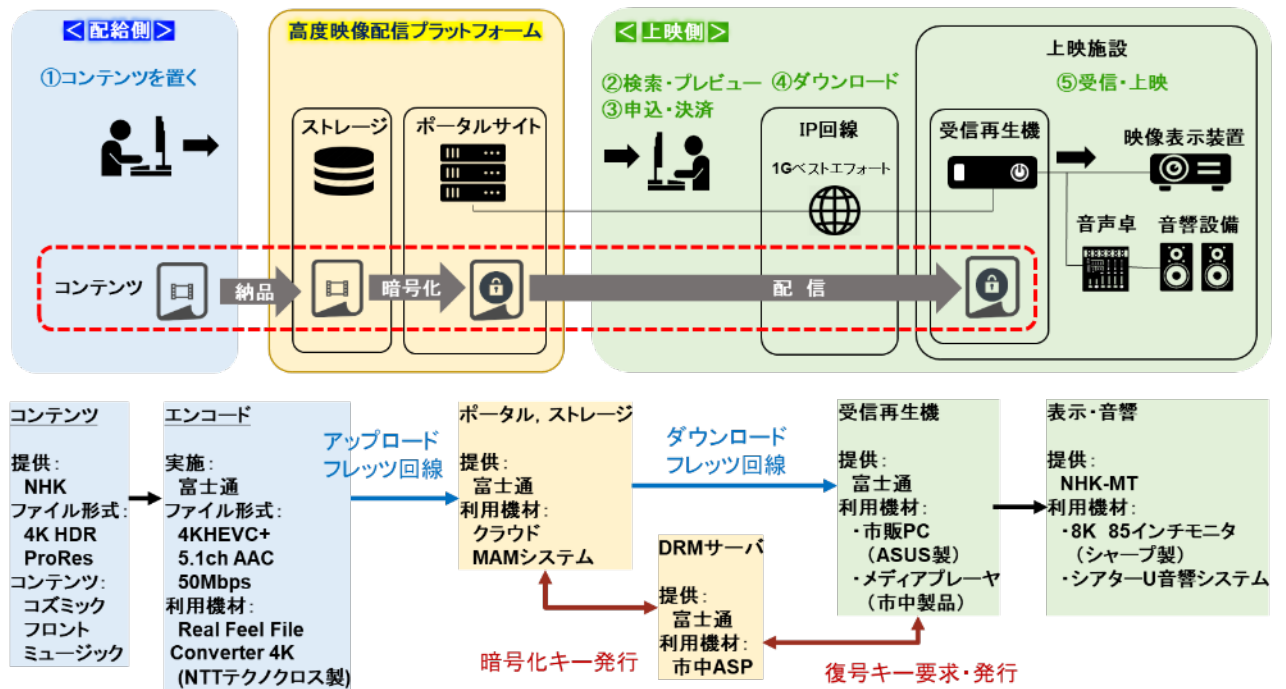 ＜配給側＞
①コンテンツを置く
高度映像配信プラットフォーム
ストレージ
ポータルサイト
＜上映側＞
②検索・プレビュー
③申込・決済
④ダウンロード
IP回線
1Gベストエフォート
上映施設
⑤受信・上映
受信再生機
映像表示装置
音声卓
音響設備
コンテンツ
納品
暗号化
配 信
コンテンツ
提供：
NHK
ファイル形式：
4K HDR
ProRes
コンテンツ：
コズミック
フロント
ミュージック
エンコード
実施：
富士通
ファイル形式：
4KHEVC+
5.1ch AAC
50Mbps
利用機材：
Real Feel File
Converter 4K
(NTTテクノクロス製)
アップロード
フレッツ回線
ポータル，ストレージ
提供：
富士通
利用機材：
クラウド
MAMシステム
ダウンロード
フレッツ回線
DRMサーバ
提供：
富士通
利用機材：
市中ASP
暗号化キー発行
復号キー要求・発行
受信再生機
提供：
富士通
利用機材：
・市販PC
（ASUS製）
・メディアプレーヤ
（市中製品）
表示・音響
提供：
NHK-MT
利用機材：
・8K 85インチモニタ
（シャープ製）
・シアターU音響システム